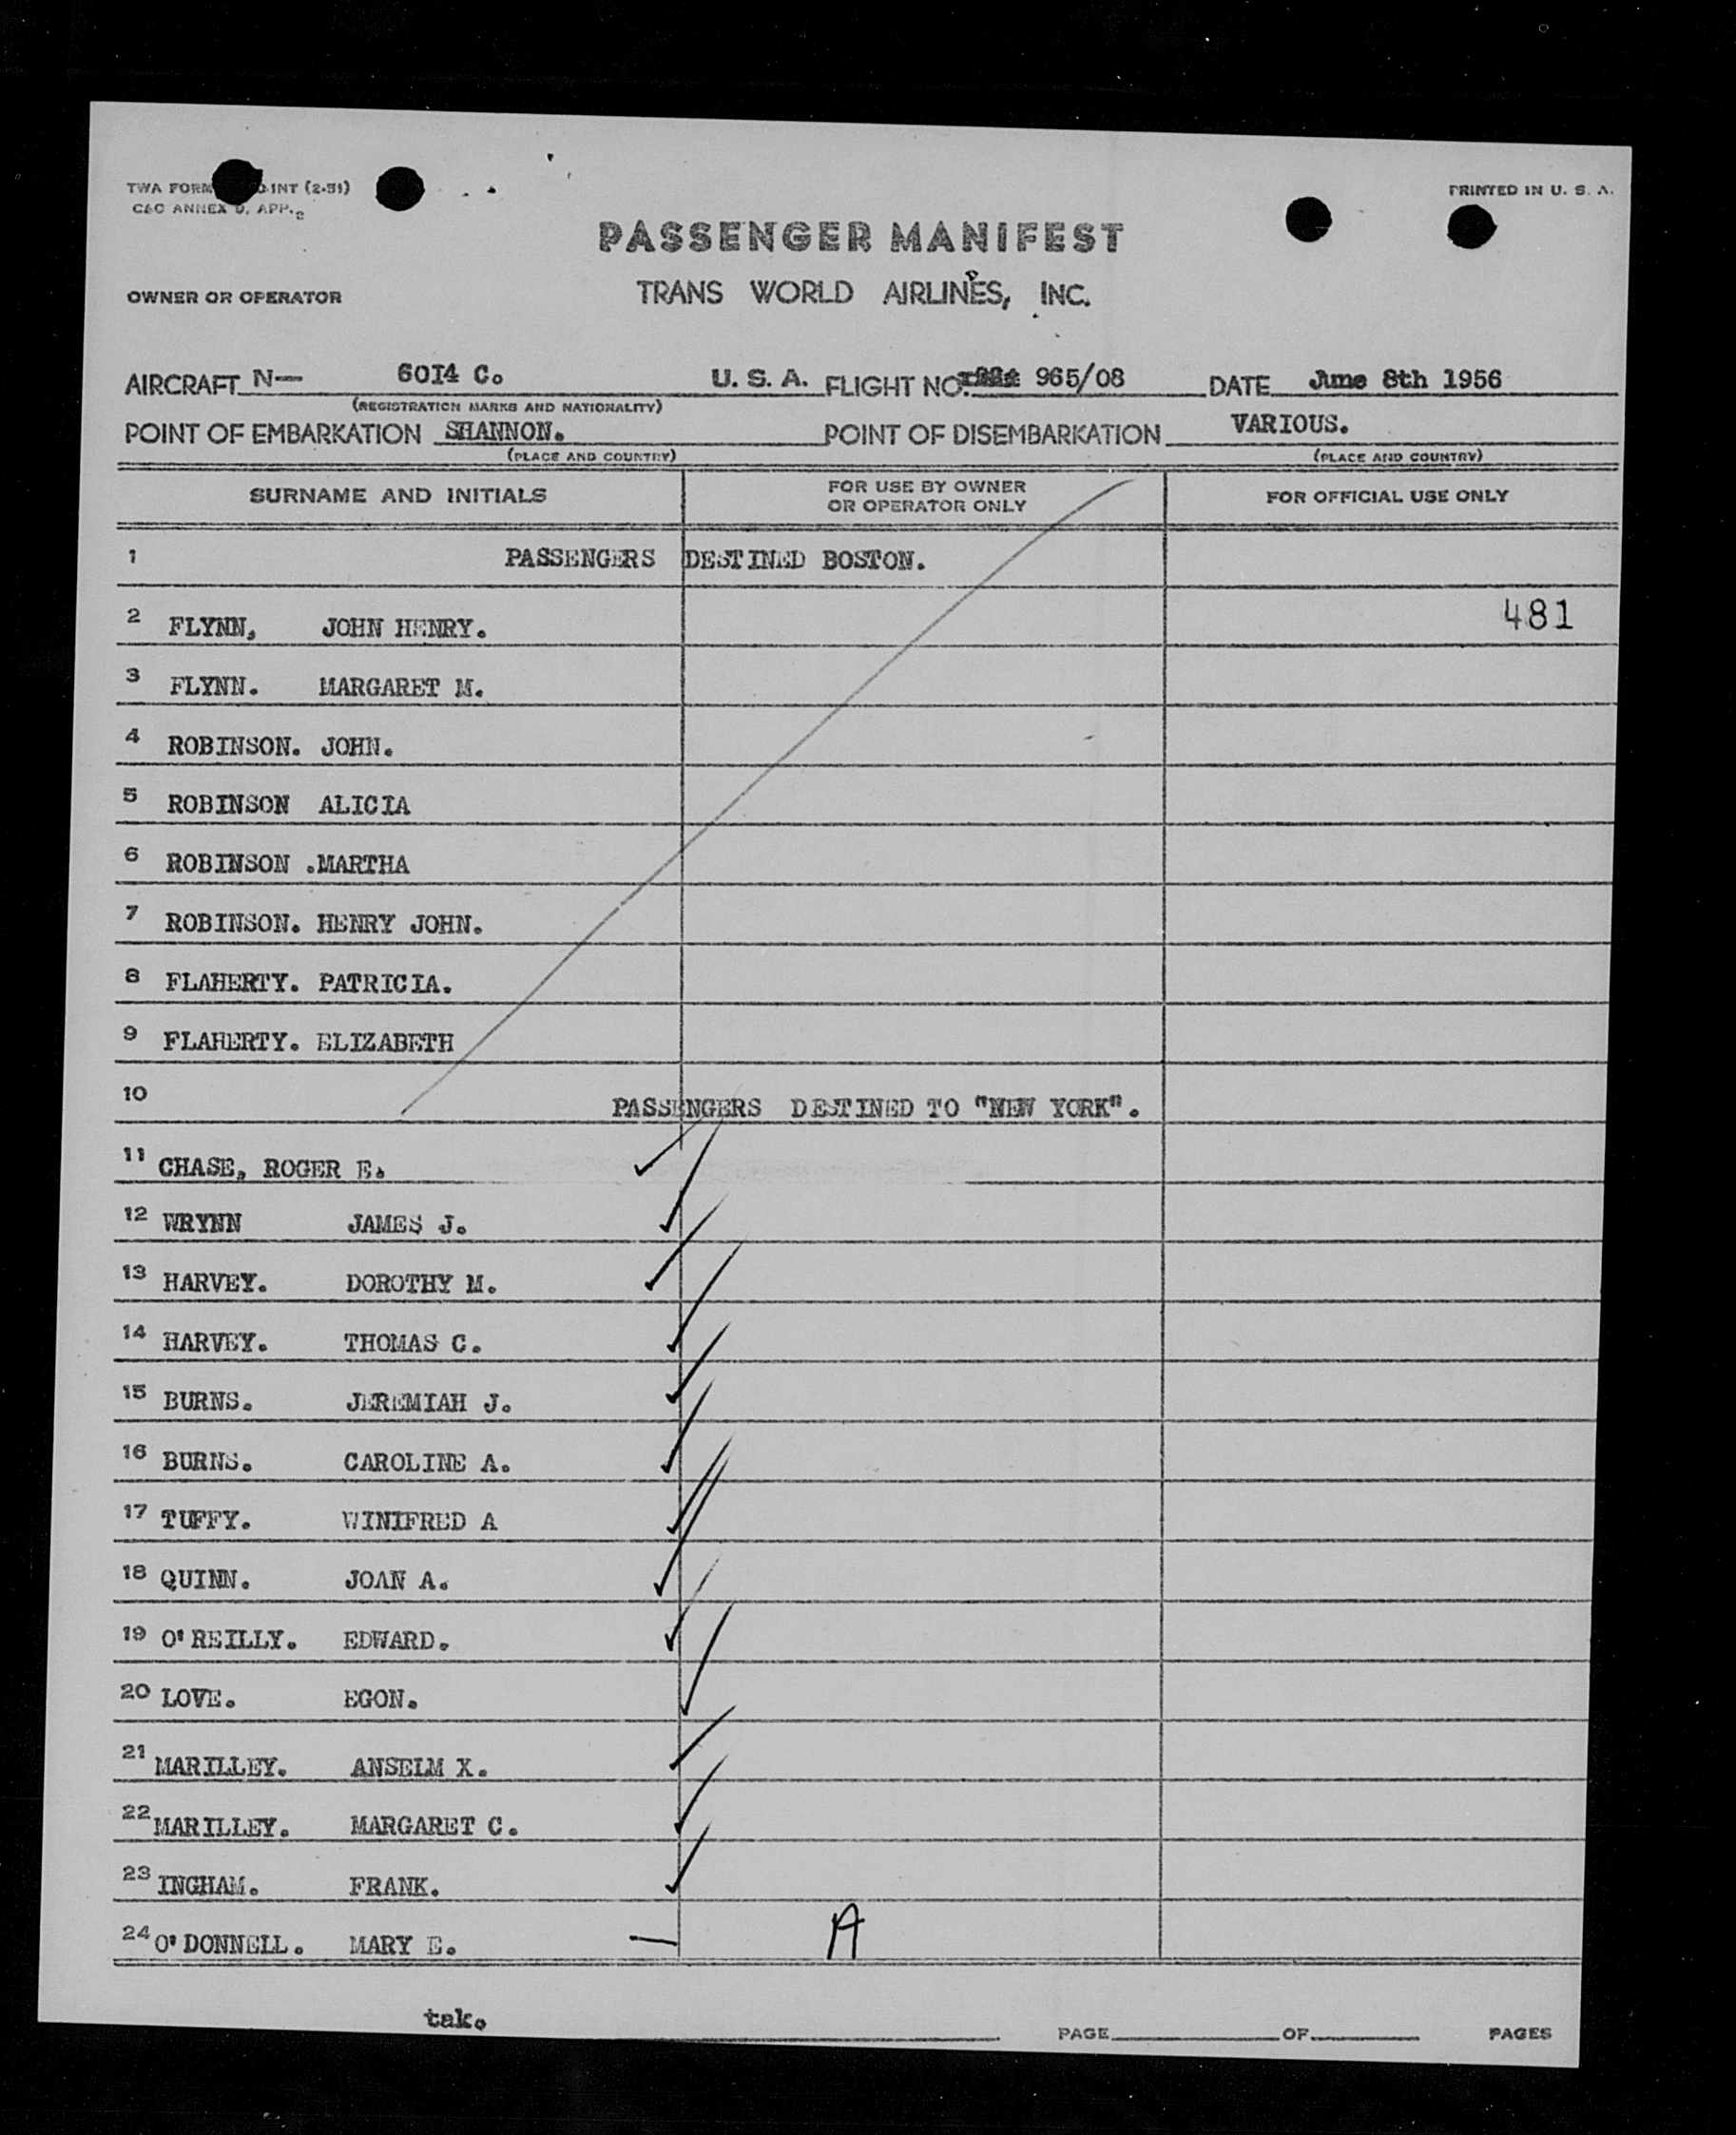 TWA FORM INT (2-51)
C&C ANNEX 9, APP. 2
PRINTED IN U. S. A.
PASSENGER MANIFEST
OWNER OR OPERATOR TRANS WORLD AIRLINES, INC.
AIRCRAFT N— 60I4 C. U. S. A. FLIGHT NO. 965/08 DATE June 8th 1956
(REGISTRATION MARKS AND NATIONALITY)
POINT OF EMBARKATION SHANNON. POINT OF DISEMBARKATION VARIOUS.
(PLACE AND COUNTRY) (PLACE AND COUNTRY)
SURNAME AND INITIALS FOR USE BY OWNER OR OPERATOR ONLY FOR OFFICIAL USE ONLY
1 PASSENGERS DESTINED BOSTON.
2 FLYNN, JOHN HENRY. 481
3 FLYNN. MARGARET M.
4 ROBINSON. JOHN.
5 ROBINSON ALICIA
6 ROBINSON .MARTHA
7 ROBINSON. HENRY JOHN.
8 FLAHERTY. PATRICIA.
9 FLAHERTY. ELIZABETH
10 PASSENGERS DESTINED TO "NEW YORK".
11 CHASE, ROGER E.
12 WRYNN JAMES J.
13 HARVEY. DOROTHY M.
14 HARVEY. THOMAS C.
15 BURNS. JEREMIAH J.
16 BURNS. CAROLINE A.
17 TUFFY. WINIFRED A
18 QUINN. JOAN A.
19 O'REILLY. EDWARD.
20 LOVE. EGON.
21 MARILLEY. ANSELM X.
22 MARILLEY. MARGARET C.
23 INGHAM. FRANK.
24 O'DONNELL. MARY E. — A
tak.
PAGE OF PAGES